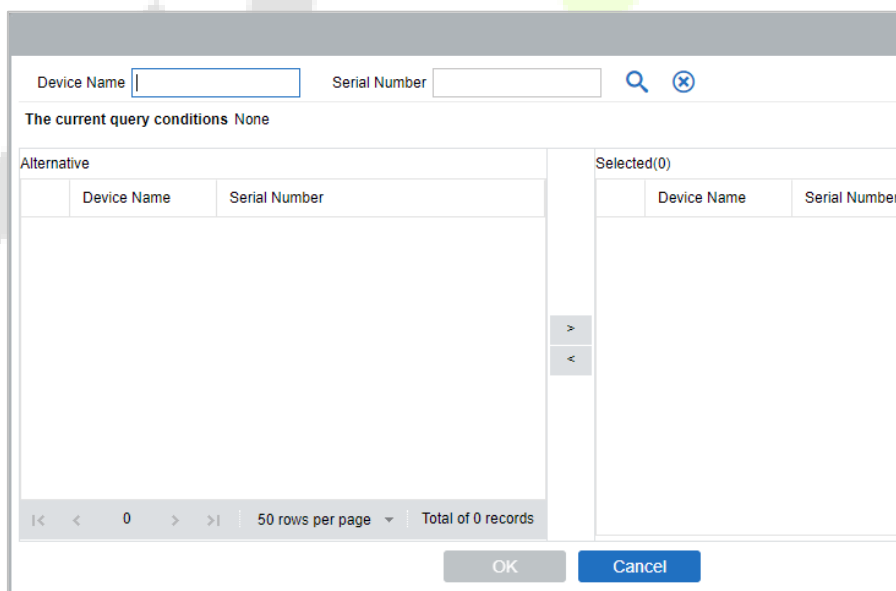 Device Name Serial Number
The current query conditions None
Alternative
Device Name Serial Number
Selected(0)
Device Name Serial Number
>
<
|< < 0 > >| 50 rows per page Total of 0 records
OK Cancel